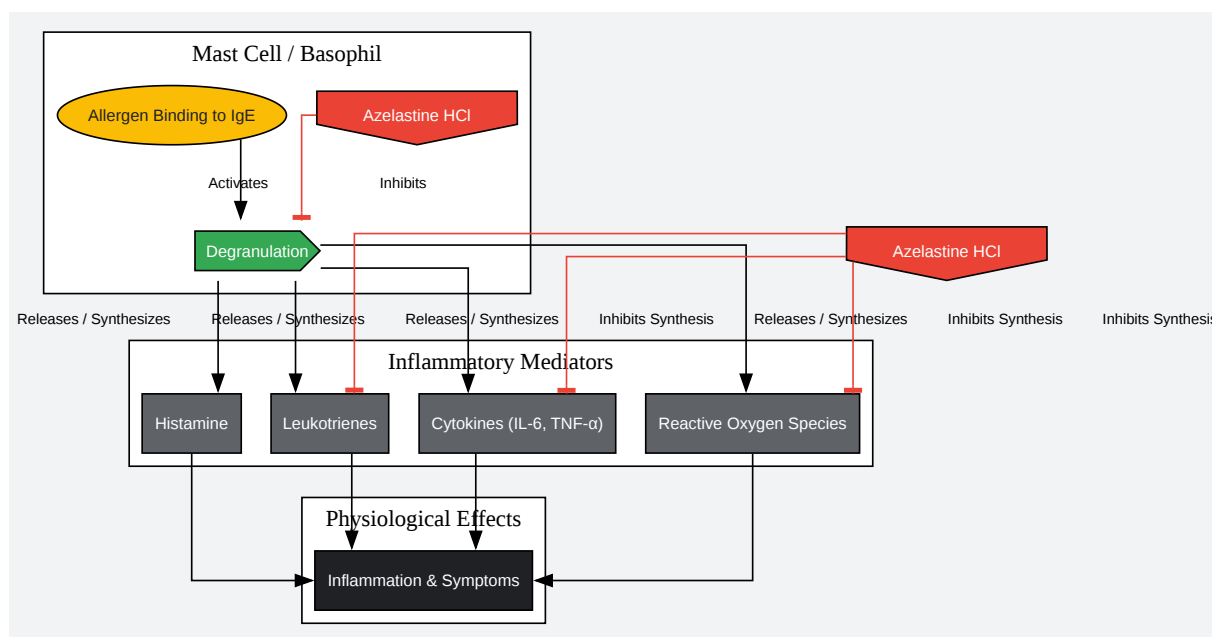 Mast Cell / Basophil
Allergen Binding to IgE
Azelastine HCl
Activates
Inhibits
Degranulation
Azelastine HCl
Releases / Synthesizes
Releases / Synthesizes
Releases / Synthesizes
Inhibits Synthesis
Releases / Synthesizes
Inhibits Synthesis
Inhibits Synthesis
Inflammatory Mediators
Histamine
Leukotrienes
Cytokines (IL-6, TNF-α)
Reactive Oxygen Species
Physiological Effects
Inflammation & Symptoms